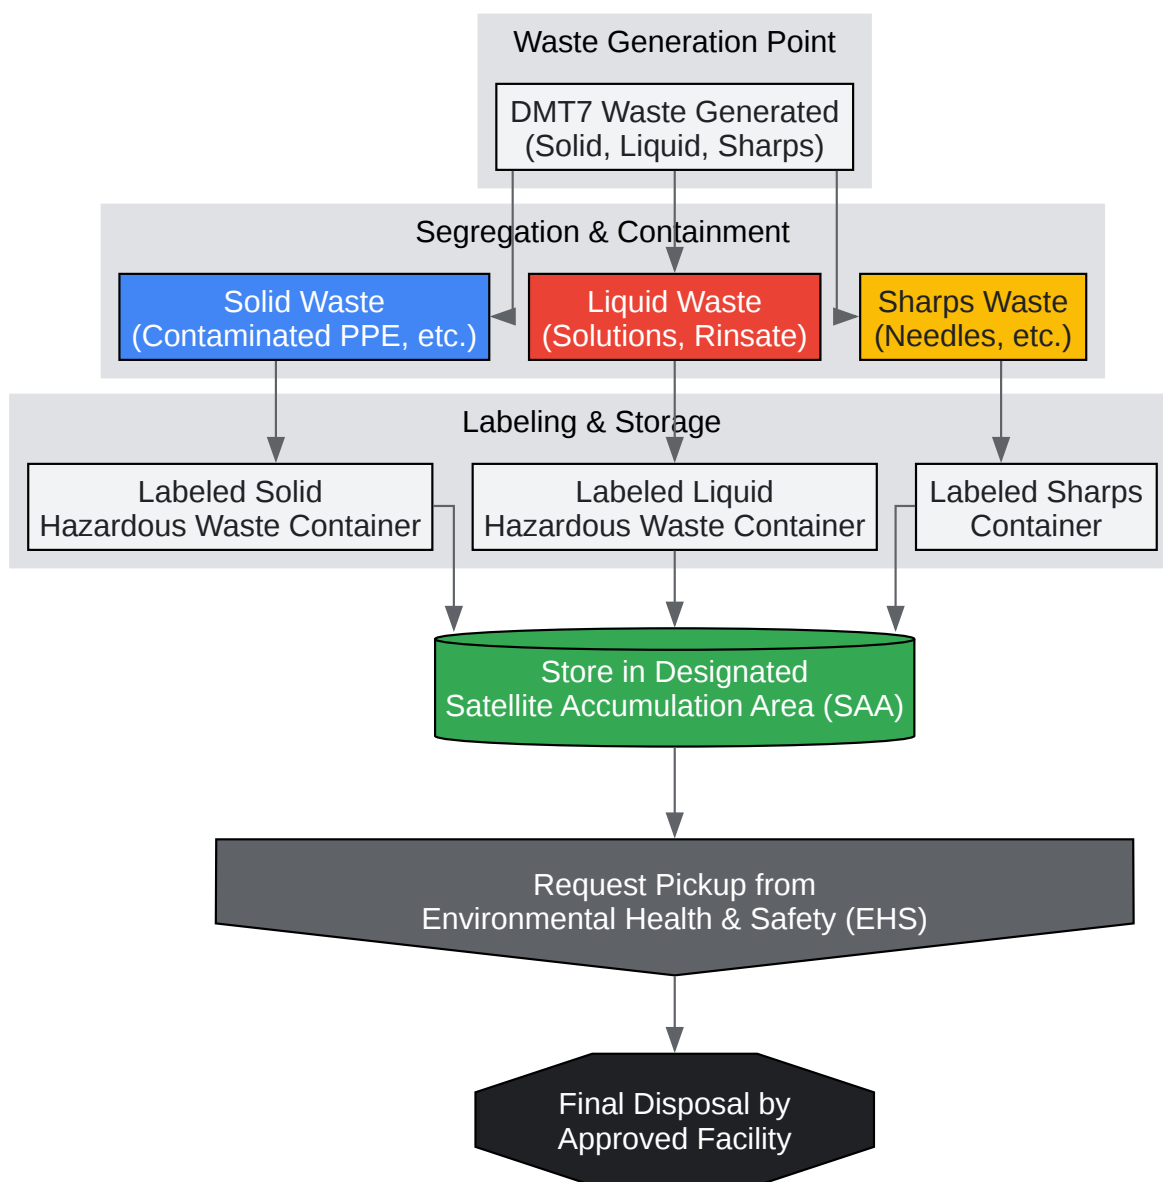 Waste Generation Point
DMT7 Waste Generated
(Solid, Liquid, Sharps)
Segregation & Containment
Solid Waste
(Contaminated PPE, etc.)
Liquid Waste
(Solutions, Rinsate)
Sharps Waste
(Needles, etc.)
Labeling & Storage
Labeled Solid
Hazardous Waste Container
Labeled Liquid
Hazardous Waste Container
Labeled Sharps
Container
Store in Designated
Satellite Accumulation Area (SAA)
Request Pickup from
Environmental Health & Safety (EHS)
Final Disposal by
Approved Facility